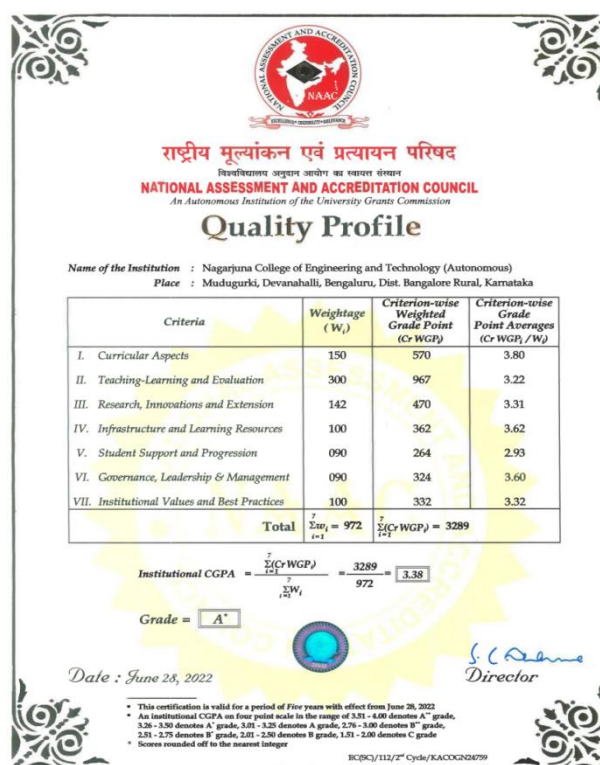 NATIONAL ASSESSMENT AND ACCREDITATION COUNCIL
NAAC
EXCELLENCE • CREDIBILITY • RELEVANCE
राष्ट्रीय मूल्यांकन एवं प्रत्यायन परिषद
विश्वविद्यालय अनुदान आयोग का स्वायत्त संस्थान
NATIONAL ASSESSMENT AND ACCREDITATION COUNCIL
An Autonomous Institution of the University Grants Commission
Quality Profile
Name of the Institution : Nagarjuna College of Engineering and Technology (Autonomous)
Place : Mudugurki, Devanahalli, Bengaluru, Dist. Bangalore Rural, Karnataka
Criteria Weightage (Wi) Criterion-wise Weighted Grade Point (Cr WGPi) Criterion-wise Grade Point Averages (Cr WGPi / Wi)
I. Curricular Aspects 150 570 3.80
II. Teaching-Learning and Evaluation 300 967 3.22
III. Research, Innovations and Extension 142 470 3.31
IV. Infrastructure and Learning Resources 100 362 3.62
V. Student Support and Progression 090 264 2.93
VI. Governance, Leadership & Management 090 324 3.60
VII. Institutional Values and Best Practices 100 332 3.32
Total 7 Σwi = 972 i=1 7 Σ(Cr WGPi) = 3289 i=1
Institutional CGPA = 7 Σ(Cr WGPi) i=1 / 7 ΣWi i=1 = 3289 / 972 = 3.38
Grade = A+
Date : June 28, 2022
Director
• This certification is valid for a period of Five years with effect from June 28, 2022
• An institutional CGPA on four point scale in the range of 3.51 - 4.00 denotes A++ grade,
3.26 - 3.50 denotes A+ grade, 3.01 - 3.25 denotes A grade, 2.76 - 3.00 denotes B++ grade,
2.51 - 2.75 denotes B+ grade, 2.01 - 2.50 denotes B grade, 1.51 - 2.00 denotes C grade
• Scores rounded off to the nearest integer
EC(SC)/112/2nd Cycle/KACOGN24759